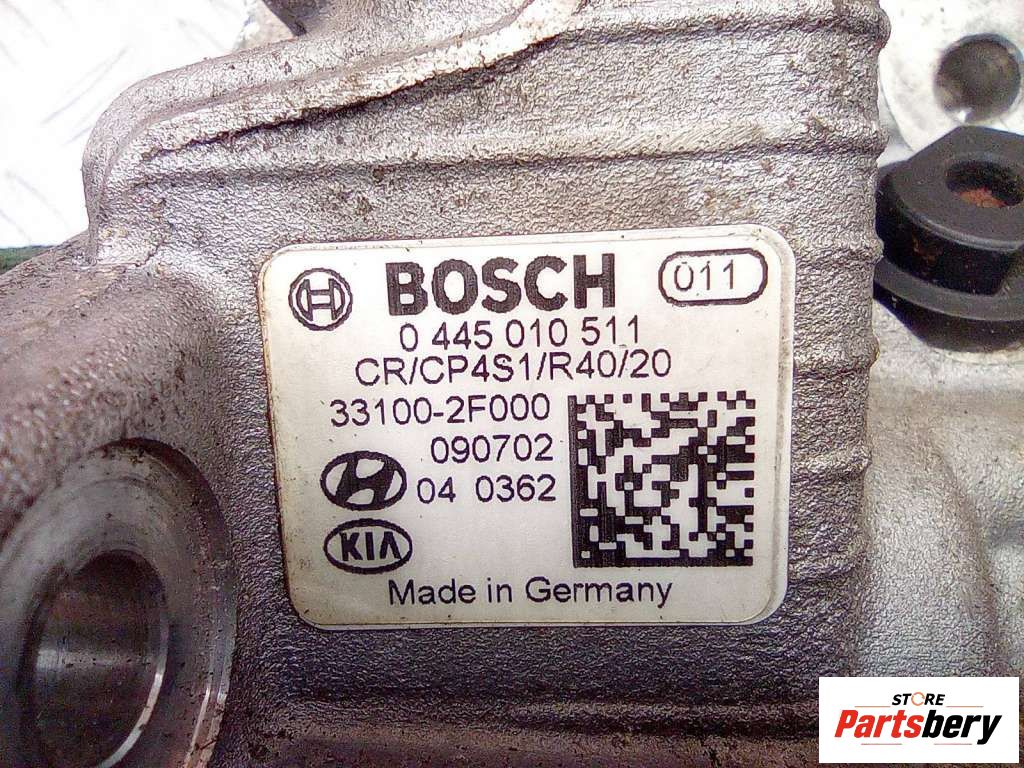 BOSCH 011
0 445 010 511
CR/CP4S1/R40/20
33100-2F000
090702
04 0362
KIA
Made in Germany
STORE
Partsbery